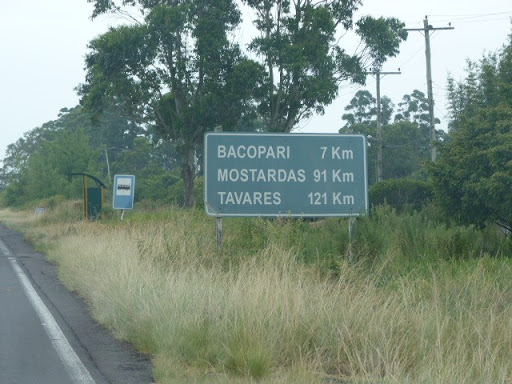 BACOPARI 7 Km
MOSTARDAS 91 Km
TAVARES 121 Km